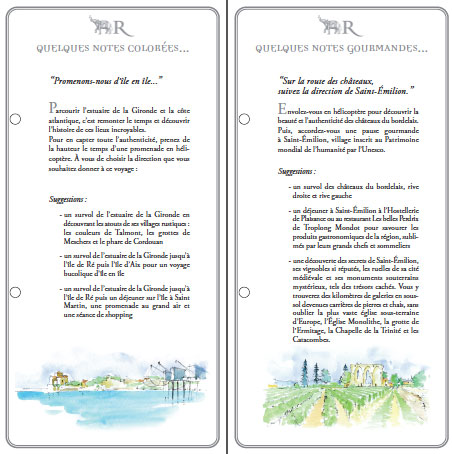 R
QUELQUES NOTES COLORÉES...
“Promenons-nous d’île en île...”
Parcourir l’estuaire de la Gironde et la côte
atlantique, c’est remonter le temps et découvrir
l’histoire de ces lieux incroyables.
Pour en capter toute l’authenticité, prenez de
la hauteur le temps d’une promenade en héli-
coptère. À vous de choisir la direction que vous
souhaitez donner à ce voyage :
Suggestions :
- un survol de l’estuaire de la Gironde en
découvrant les atouts de ses villages rustiques :
les couleurs de Talmont, les grottes de
Meschers et le phare de Cordouan
- un survol de l’estuaire de la Gironde jusqu’à
l’île de Ré puis l’île d’Aix pour un voyage
bucolique d’île en île
- un survol de l’estuaire de la Gironde jusqu’à
l’île de Ré puis un déjeuner sur l’île à Saint
Martin, une promenade au grand air et
une séance de shopping
R
QUELQUES NOTES GOURMANDES...
“Sur la route des châteaux,
suivez la direction de Saint-Émilion.”
Envolez-vous en hélicoptère pour découvrir la
beauté et l’authenticité des châteaux du bordelais.
Puis, accordez-vous une pause gourmande
à Saint-Émilion, village inscrit au Patrimoine
mondial de l’humanité par l’Unesco.
Suggestions :
- un survol des châteaux du bordelais, rive
droite et rive gauche
- un déjeuner à Saint-Émilion à l’Hostellerie
de Plaisance ou au restaurant Les belles Perdrix
de Troplong Mondot pour savourer les
produits gastronomiques de la région, subli-
més par leurs grands chefs et sommeliers
- une découverte des secrets de Saint-Émilion,
ses vignobles si réputés, les ruelles de sa cité
médiévale et ses monuments souterrains
mystérieux, tels des trésors cachés. Vous y
trouverez des kilomètres de galeries en sous-
sol devenues carrières de pierres et chais, sans
oublier la plus vaste église sous-terraine
d’Europe, l’Église Monolithe, la grotte de
l’Ermitage, la Chapelle de la Trinité et les
Catacombes.